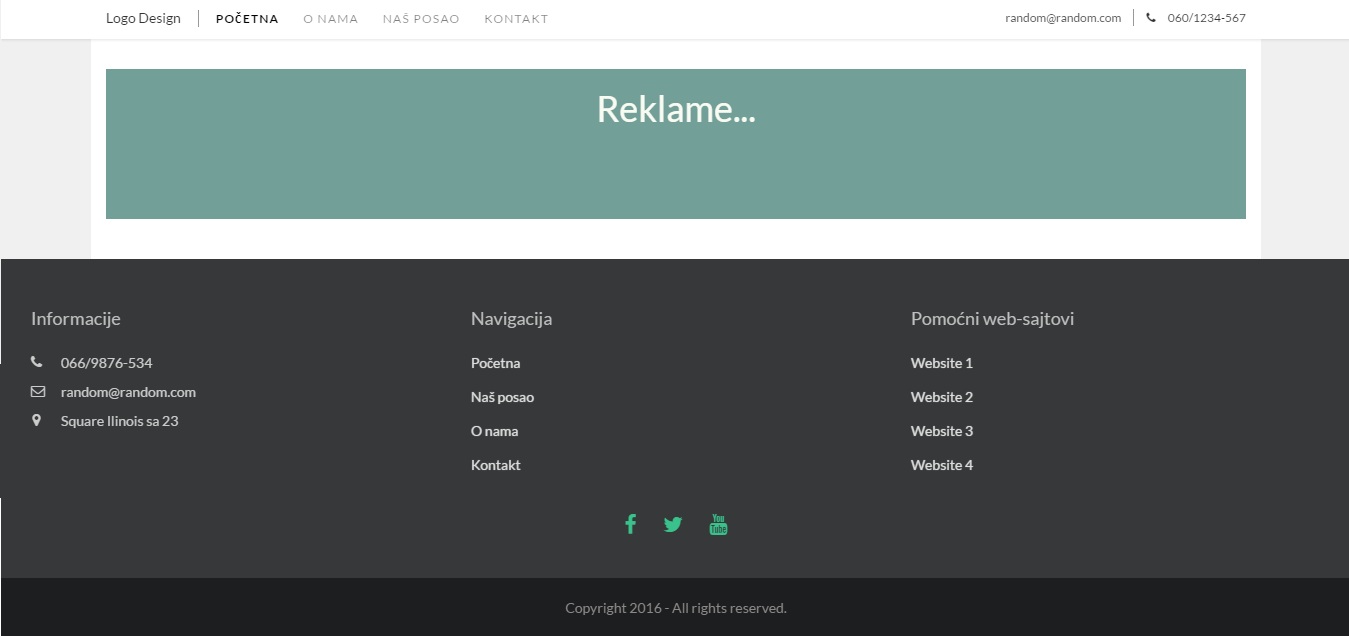 Logo Design | POČETNA O NAMA NAŠ POSAO KONTAKT random@random.com | 060/1234-567
Reklame...
Informacije
066/9876-534
random@random.com
Square Ilinois sa 23
Navigacija
Početna
Naš posao
O nama
Kontakt
Pomoćni web-sajtovi
Website 1
Website 2
Website 3
Website 4
You Tube
Copyright 2016 - All rights reserved.